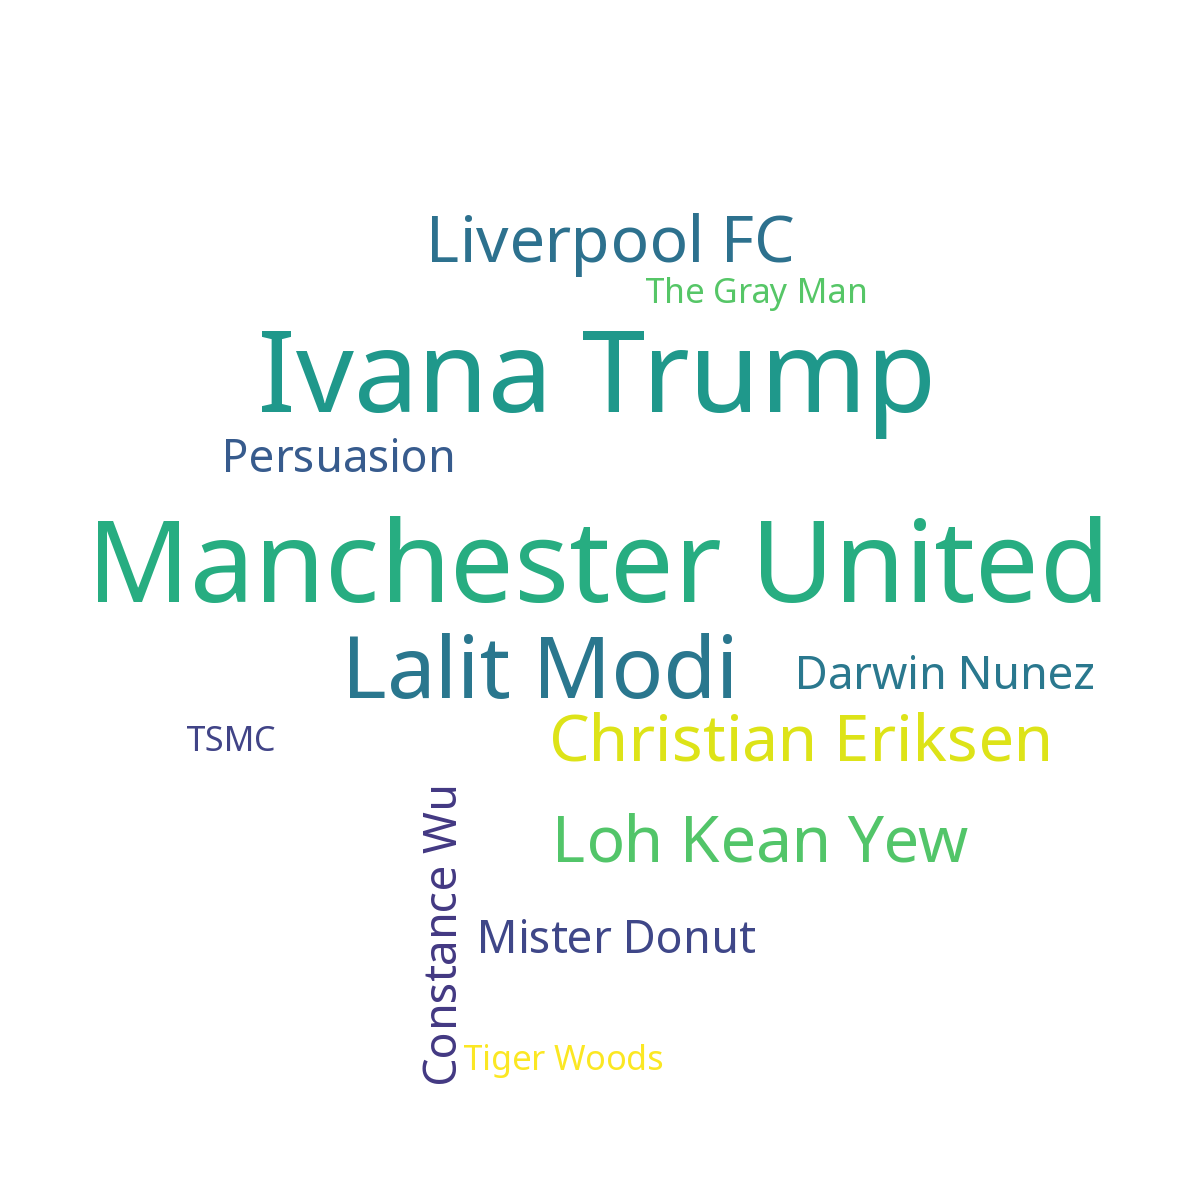 Liverpool FC
The Gray Man
Ivana Trump
Persuasion
Manchester United
Lalit Modi
Darwin Nunez
TSMC
Christian Eriksen
Constance Wu
Loh Kean Yew
Mister Donut
Tiger Woods